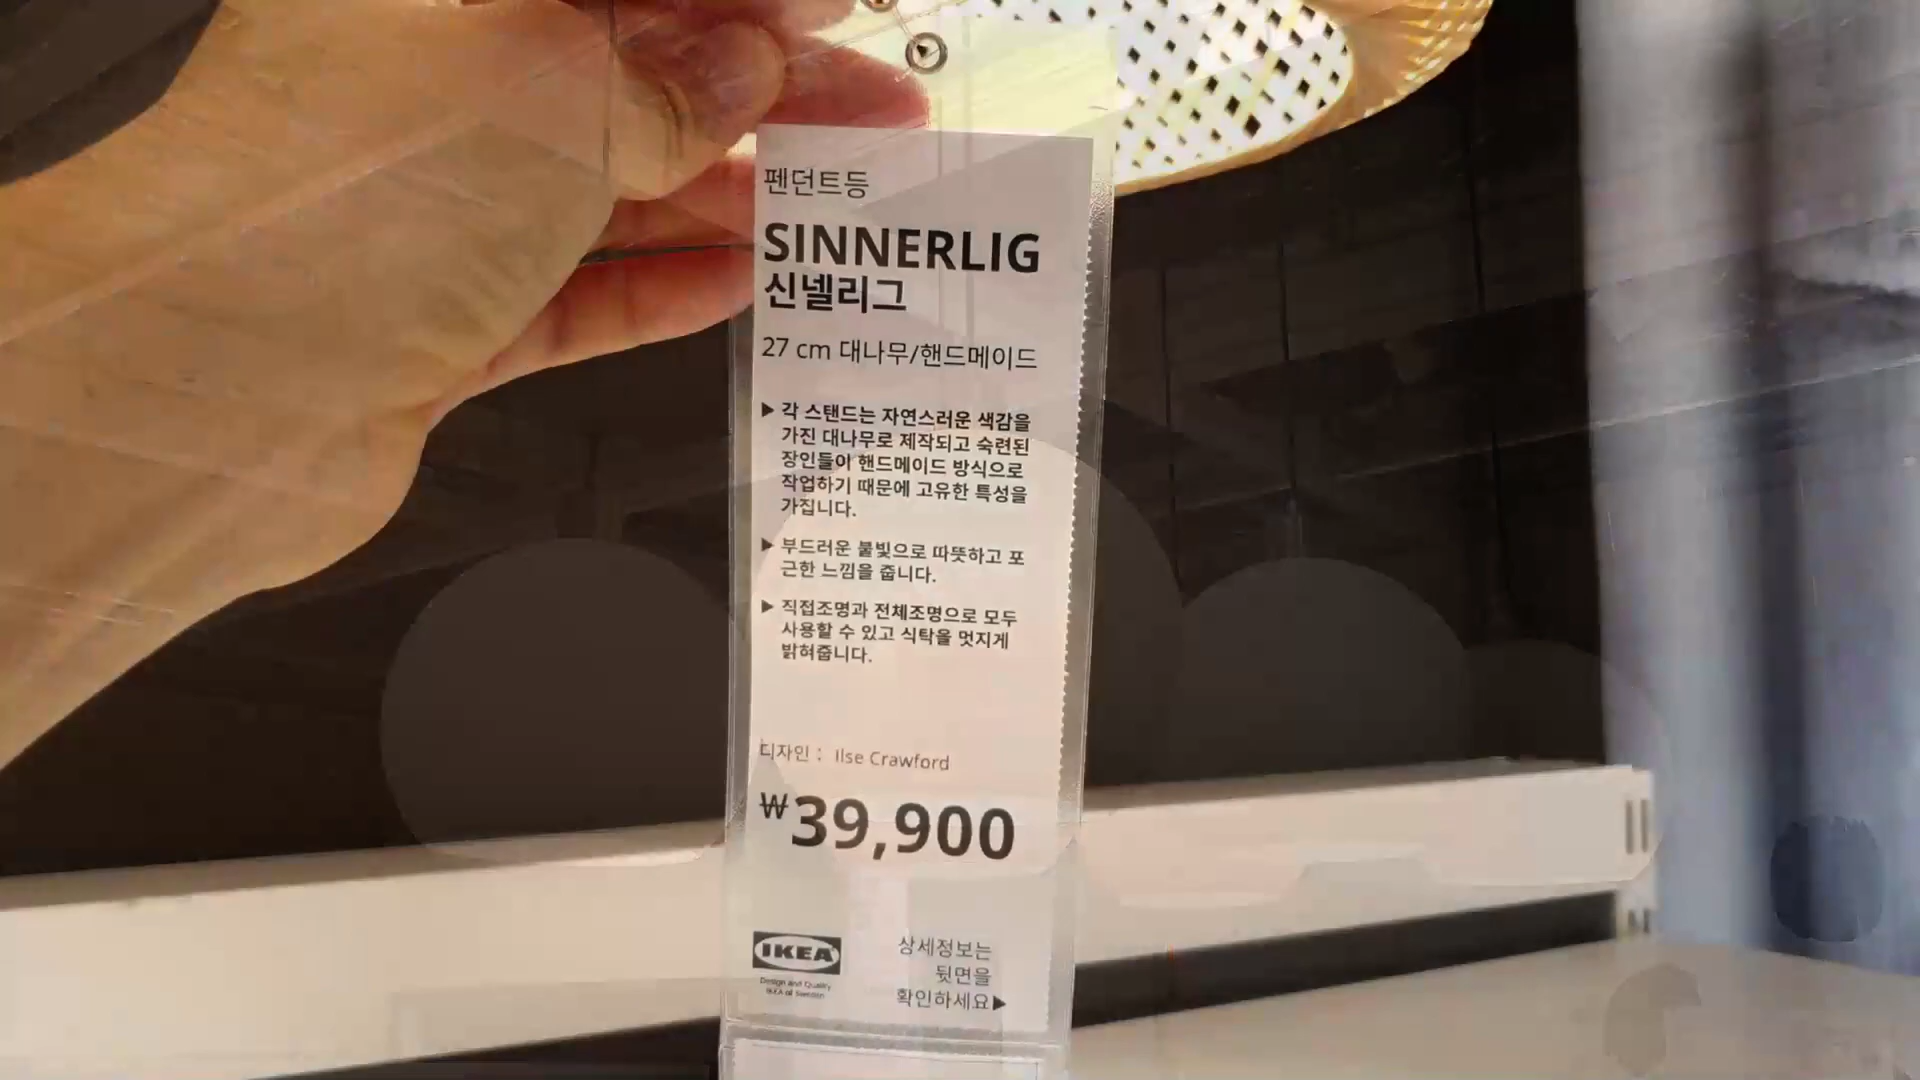 펜던트등
SINNERLIG
신넬리그
27 cm 대나무/핸드메이드
▶ 각 스탠드는 자연스러운 색감을
가진 대나무로 제작되고 숙련된
장인들이 핸드메이드 방식으로
작업하기 때문에 고유한 특성을
가집니다.
▶ 부드러운 불빛으로 따뜻하고 포
근한 느낌을 줍니다.
▶ 직접조명과 전체조명으로 모두
사용할 수 있고 식탁을 멋지게
밝혀줍니다.
디자인 : Ilse Crawford
₩39,900
IKEA
Design and Quality
IKEA of Sweden
상세정보는
뒷면을
확인하세요▶